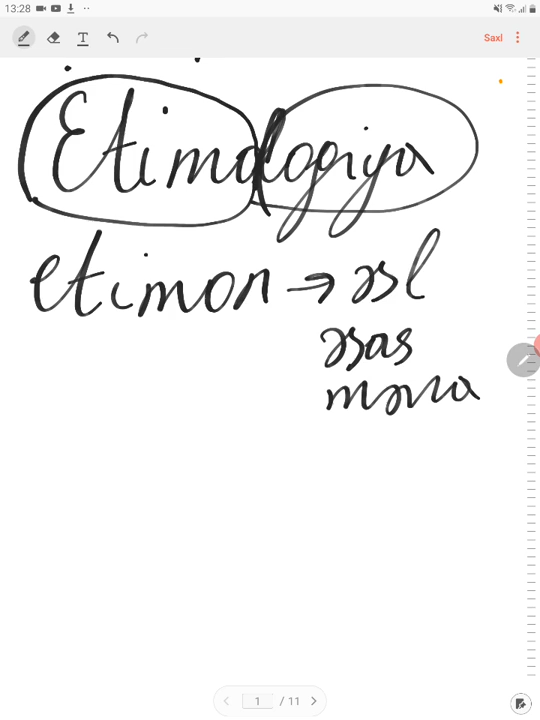 13:28
Saxl
Etimologiya
etimon → əsl
əsas
məna
1 / 11